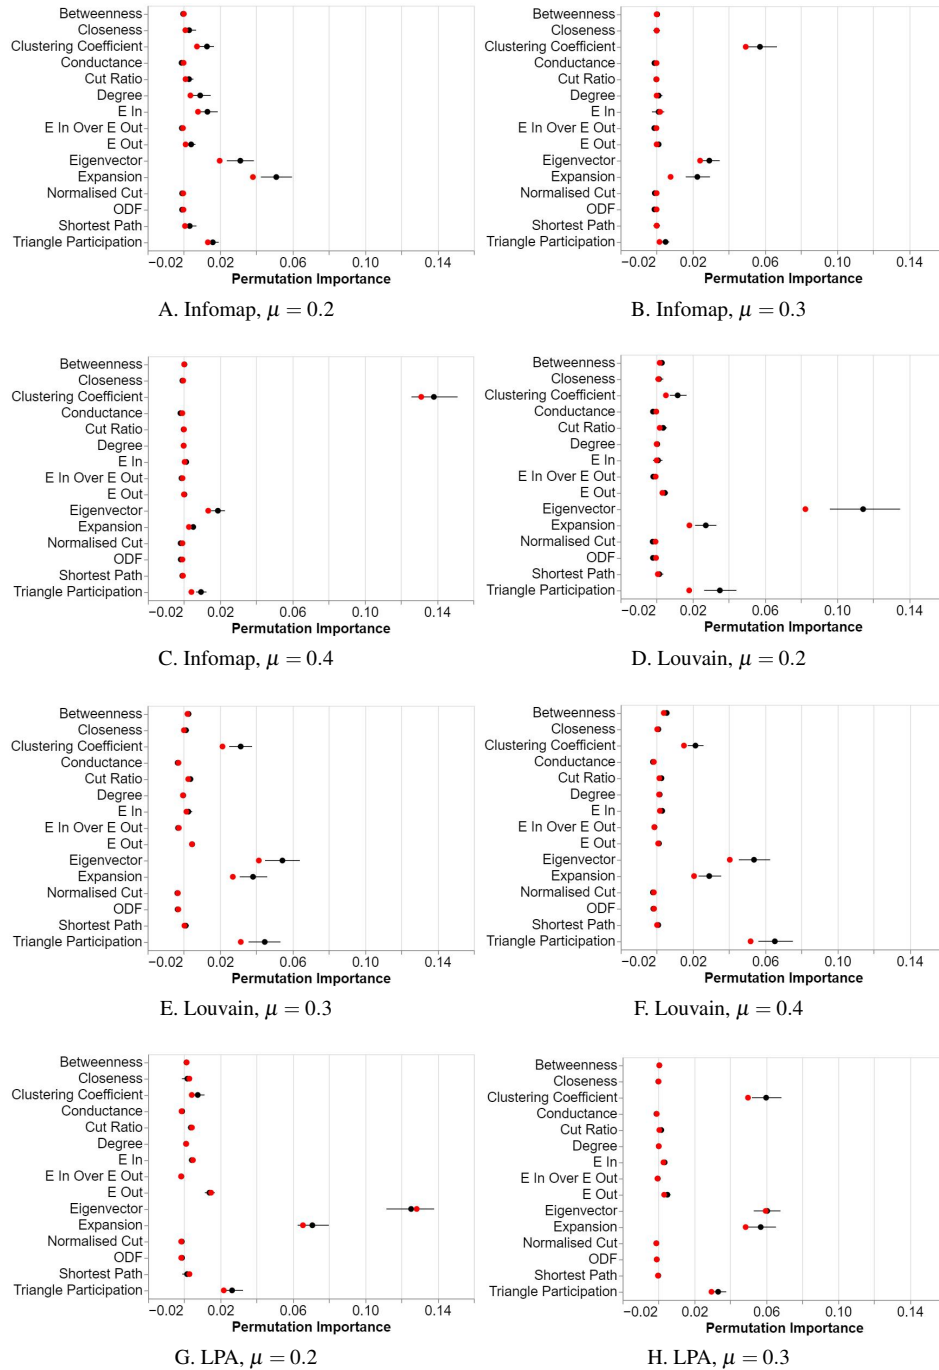 Betweenness
Closeness
Clustering Coefficient
Conductance
Cut Ratio
Degree
E In
E In Over E Out
E Out
Eigenvector
Expansion
Normalised Cut
ODF
Shortest Path
Triangle Participation
−0.02 0.02 0.06 0.10 0.14
Permutation Importance
A. Infomap, μ = 0.2
Betweenness
Closeness
Clustering Coefficient
Conductance
Cut Ratio
Degree
E In
E In Over E Out
E Out
Eigenvector
Expansion
Normalised Cut
ODF
Shortest Path
Triangle Participation
−0.02 0.02 0.06 0.10 0.14
Permutation Importance
B. Infomap, μ = 0.3
Betweenness
Closeness
Clustering Coefficient
Conductance
Cut Ratio
Degree
E In
E In Over E Out
E Out
Eigenvector
Expansion
Normalised Cut
ODF
Shortest Path
Triangle Participation
−0.02 0.02 0.06 0.10 0.14
Permutation Importance
C. Infomap, μ = 0.4
Betweenness
Closeness
Clustering Coefficient
Conductance
Cut Ratio
Degree
E In
E In Over E Out
E Out
Eigenvector
Expansion
Normalised Cut
ODF
Shortest Path
Triangle Participation
−0.02 0.02 0.06 0.10 0.14
Permutation Importance
D. Louvain, μ = 0.2
Betweenness
Closeness
Clustering Coefficient
Conductance
Cut Ratio
Degree
E In
E In Over E Out
E Out
Eigenvector
Expansion
Normalised Cut
ODF
Shortest Path
Triangle Participation
−0.02 0.02 0.06 0.10 0.14
Permutation Importance
E. Louvain, μ = 0.3
Betweenness
Closeness
Clustering Coefficient
Conductance
Cut Ratio
Degree
E In
E In Over E Out
E Out
Eigenvector
Expansion
Normalised Cut
ODF
Shortest Path
Triangle Participation
−0.02 0.02 0.06 0.10 0.14
Permutation Importance
F. Louvain, μ = 0.4
Betweenness
Closeness
Clustering Coefficient
Conductance
Cut Ratio
Degree
E In
E In Over E Out
E Out
Eigenvector
Expansion
Normalised Cut
ODF
Shortest Path
Triangle Participation
−0.02 0.02 0.06 0.10 0.14
Permutation Importance
G. LPA, μ = 0.2
Betweenness
Closeness
Clustering Coefficient
Conductance
Cut Ratio
Degree
E In
E In Over E Out
E Out
Eigenvector
Expansion
Normalised Cut
ODF
Shortest Path
Triangle Participation
−0.02 0.02 0.06 0.10 0.14
Permutation Importance
H. LPA, μ = 0.3